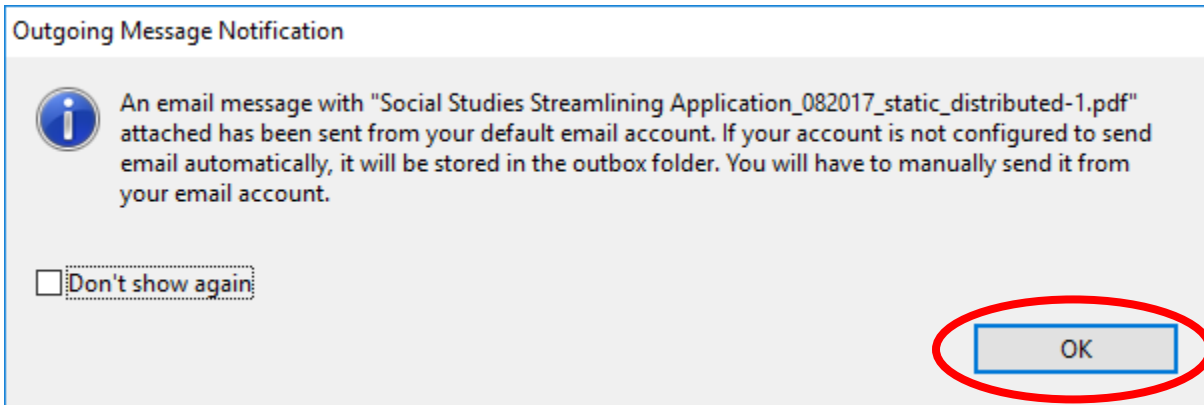 Outgoing Message Notification
An email message with "Social Studies Streamlining Application_082017_static_distributed-1.pdf"
attached has been sent from your default email account. If your account is not configured to send
email automatically, it will be stored in the outbox folder. You will have to manually send it from
your email account.
Don't show again
OK